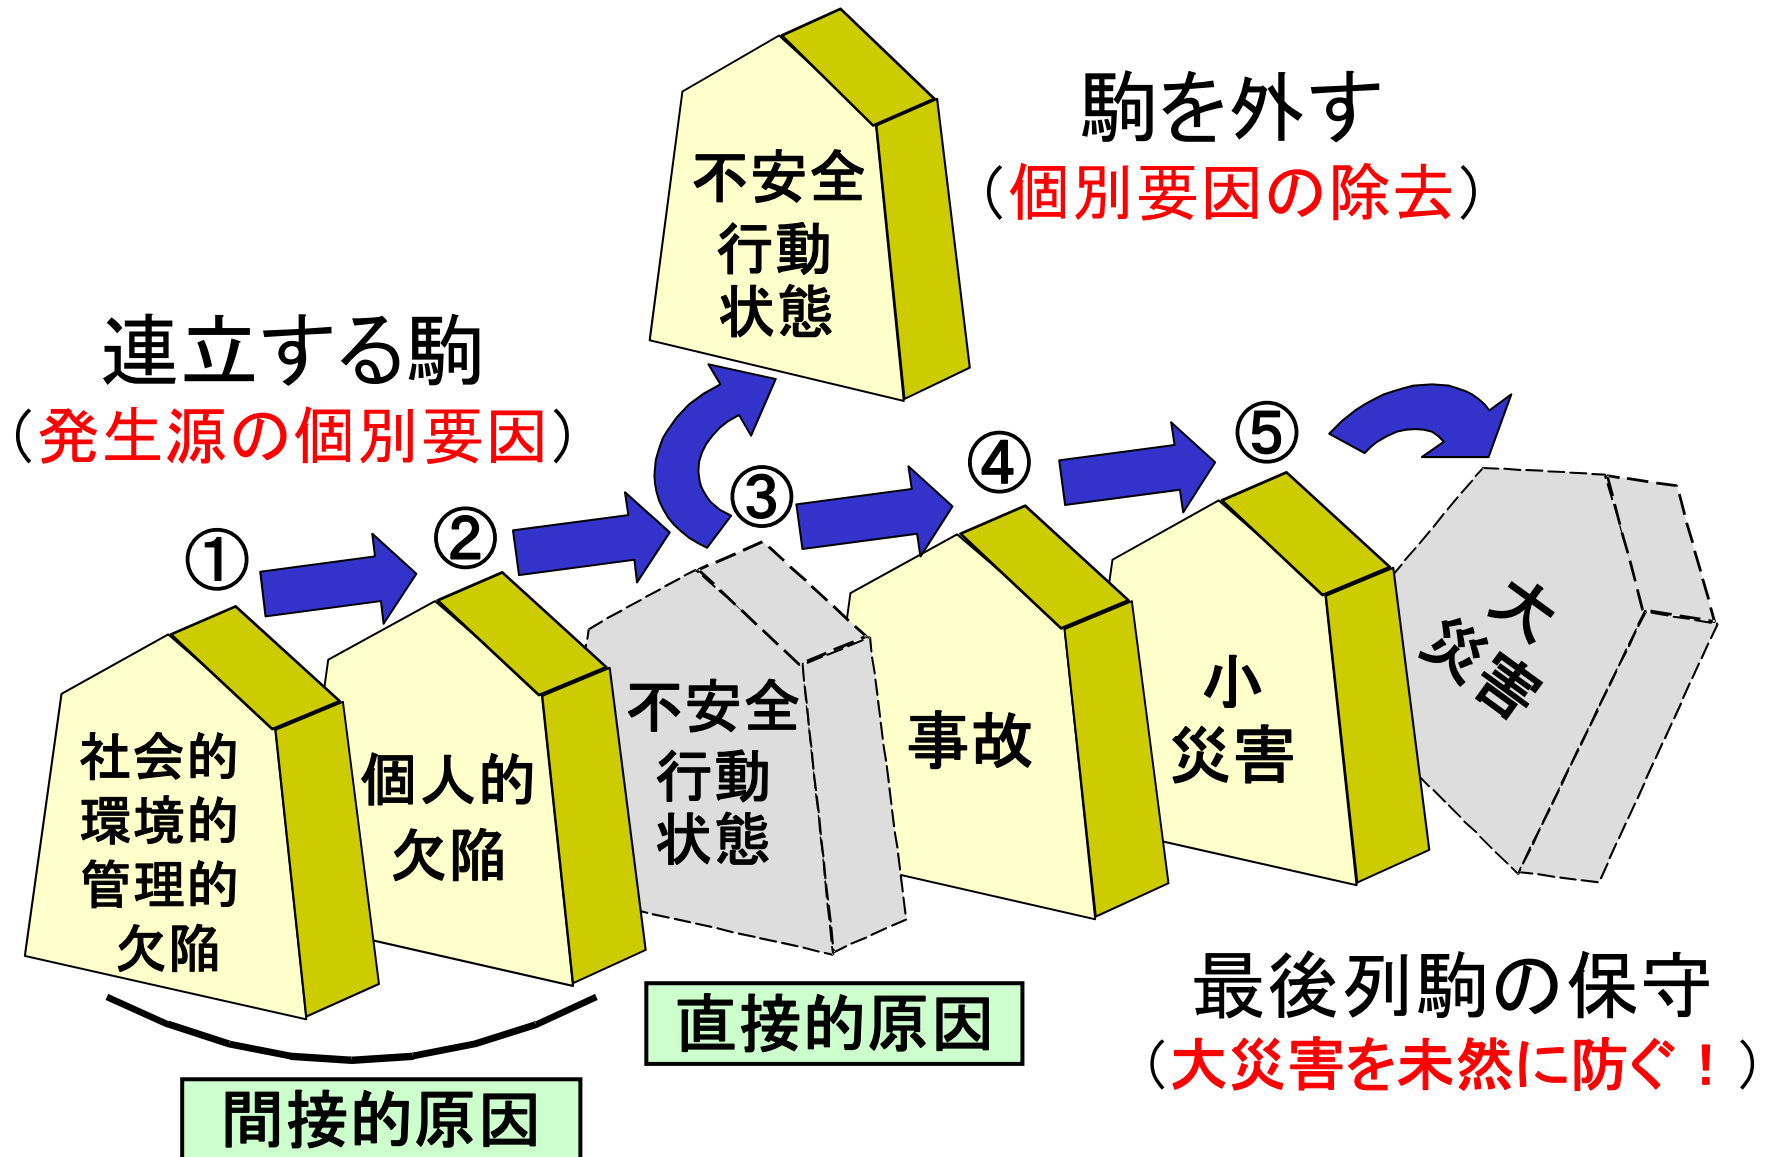 不安全
行動
状態
駒を外す
（個別要因の除去）
連立する駒
（発生源の個別要因）
①
②
③
④
⑤
社会的
環境的
管理的
欠陥
個人的
欠陥
不安全
行動
状態
事故
小
災害
大
災害
直接的原因
間接的原因
最後列駒の保守
（大災害を未然に防ぐ！）